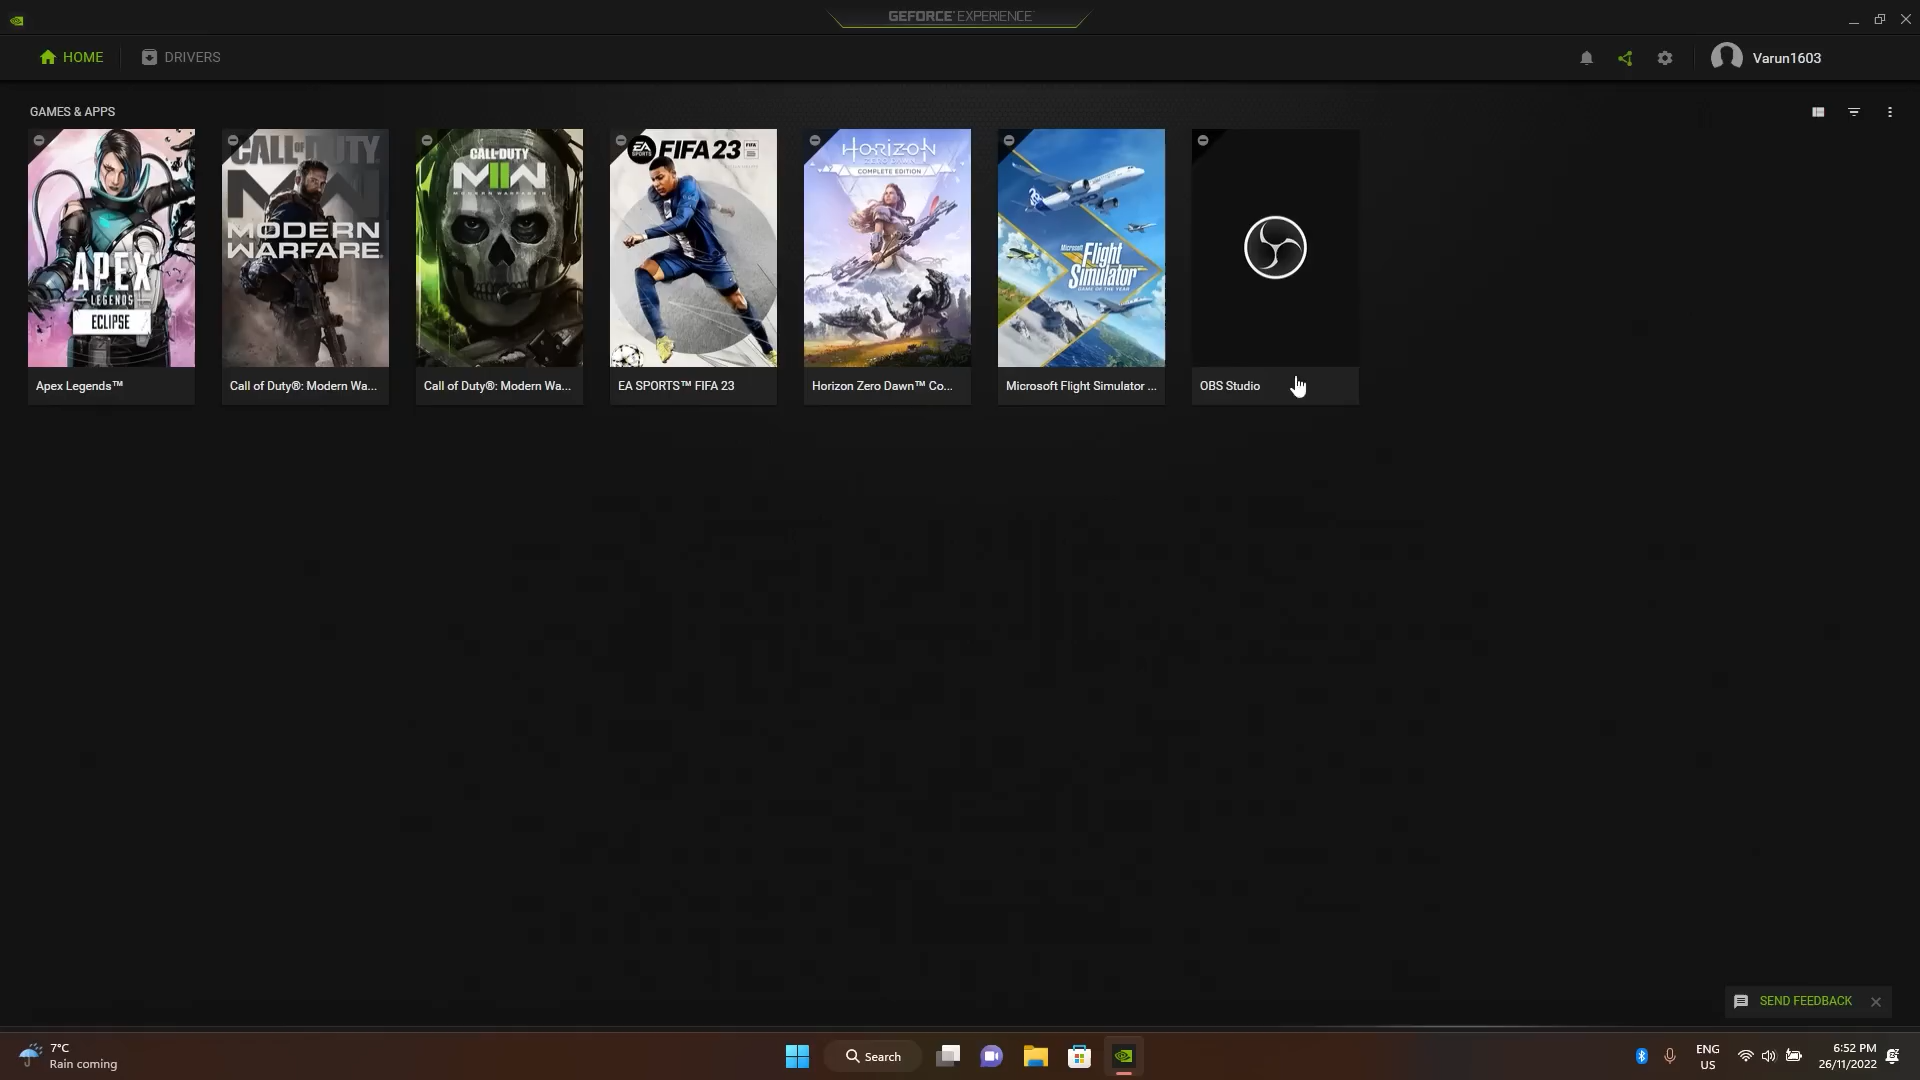 GEFORCE EXPERIENCE
HOME
DRIVERS
Varun1603
GAMES & APPS
APEX
LEGENDS
ECLIPSE
CALL OF DUTY
MW
MODERN
WARFARE
CALL OF DUTY
MWII
MODERN WARFARE II
EA
SPORTS
FIFA 23
FIFA
HORIZON
ZERO DAWN
COMPLETE EDITION
Microsoft
Flight
Simulator
GAME OF THE YEAR
Apex Legends™
Call of Duty®: Modern Wa...
Call of Duty®: Modern Wa...
EA SPORTS™ FIFA 23
Horizon Zero Dawn™ Co...
Microsoft Flight Simulator ...
OBS Studio
SEND FEEDBACK
7°C
Rain coming
Search
ENG
US
6:52 PM
26/11/2022